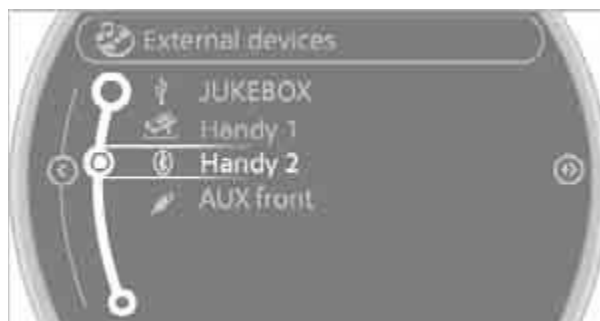 External devices
JUKEBOX
Handy 1
Handy 2
AUX front